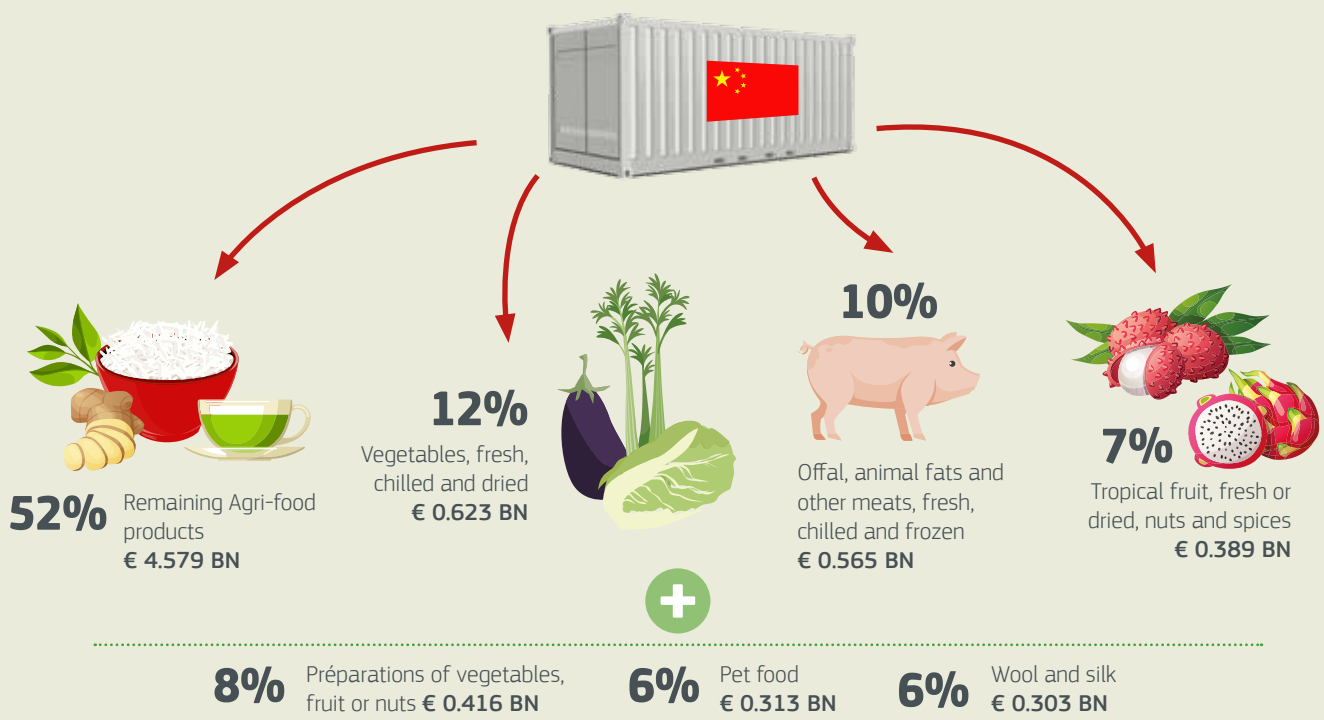 10%
12%
Vegetables, fresh,
chilled and dried
€ 0.623 BN
7%
Offal, animal fats and
other meats, fresh,
chilled and frozen
€ 0.565 BN
Tropical fruit, fresh or
dried, nuts and spices
€ 0.389 BN
52%
Remaining Agri-food
products
€ 4.579 BN
8%
Préparations of vegetables,
fruit or nuts € 0.416 BN
6%
Pet food
€ 0.313 BN
6%
Wool and silk
€ 0.303 BN